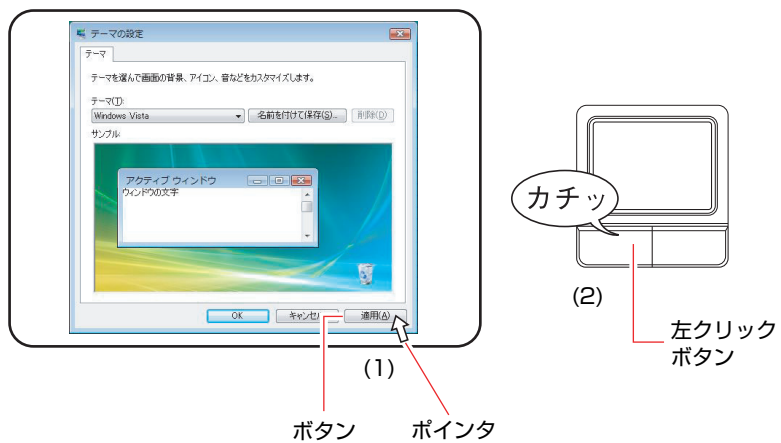 テーマの設定
テーマ
テーマを選んで画面の背景、アイコン、音などをカスタマイズします。
テーマ(T):
Windows Vista
名前を付けて保存(S)...
削除(D)
サンプル:
アクティブ ウィンドウ
ウィンドウの文字
OK
キャンセル
適用(A)
カチッ
(1)
(2)
左クリック
ボタン
ボタン
ポインタ